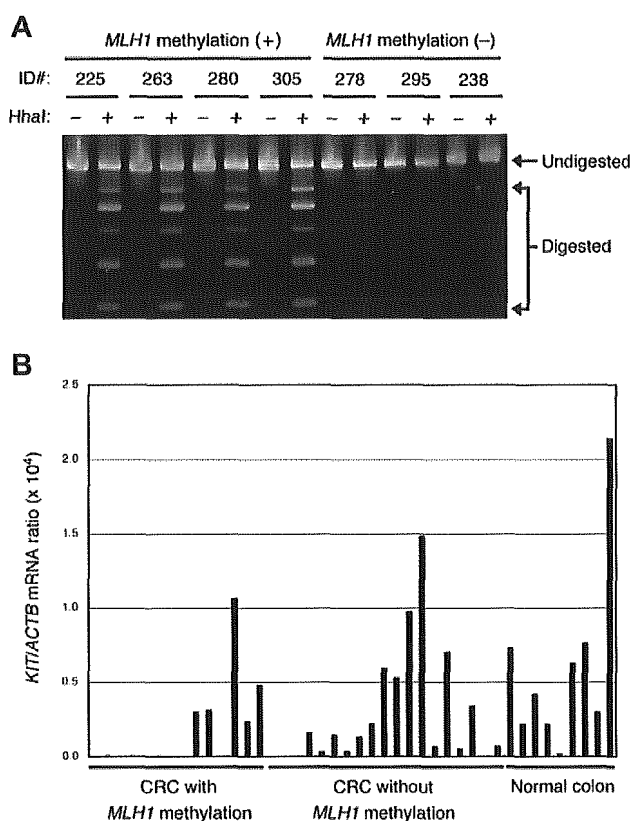 A
MLH1 methylation (+) MLH1 methylation (–)
ID#: 225 263 280 305 278 295 238
HhaI: – + – + – + – + – + – + – +
Undigested
Digested
B
KIT/ACTB mRNA ratio (x 10⁴)
2.5
2.0
1.5
1.0
0.5
0.0
CRC with MLH1 methylation
CRC without MLH1 methylation
Normal colon